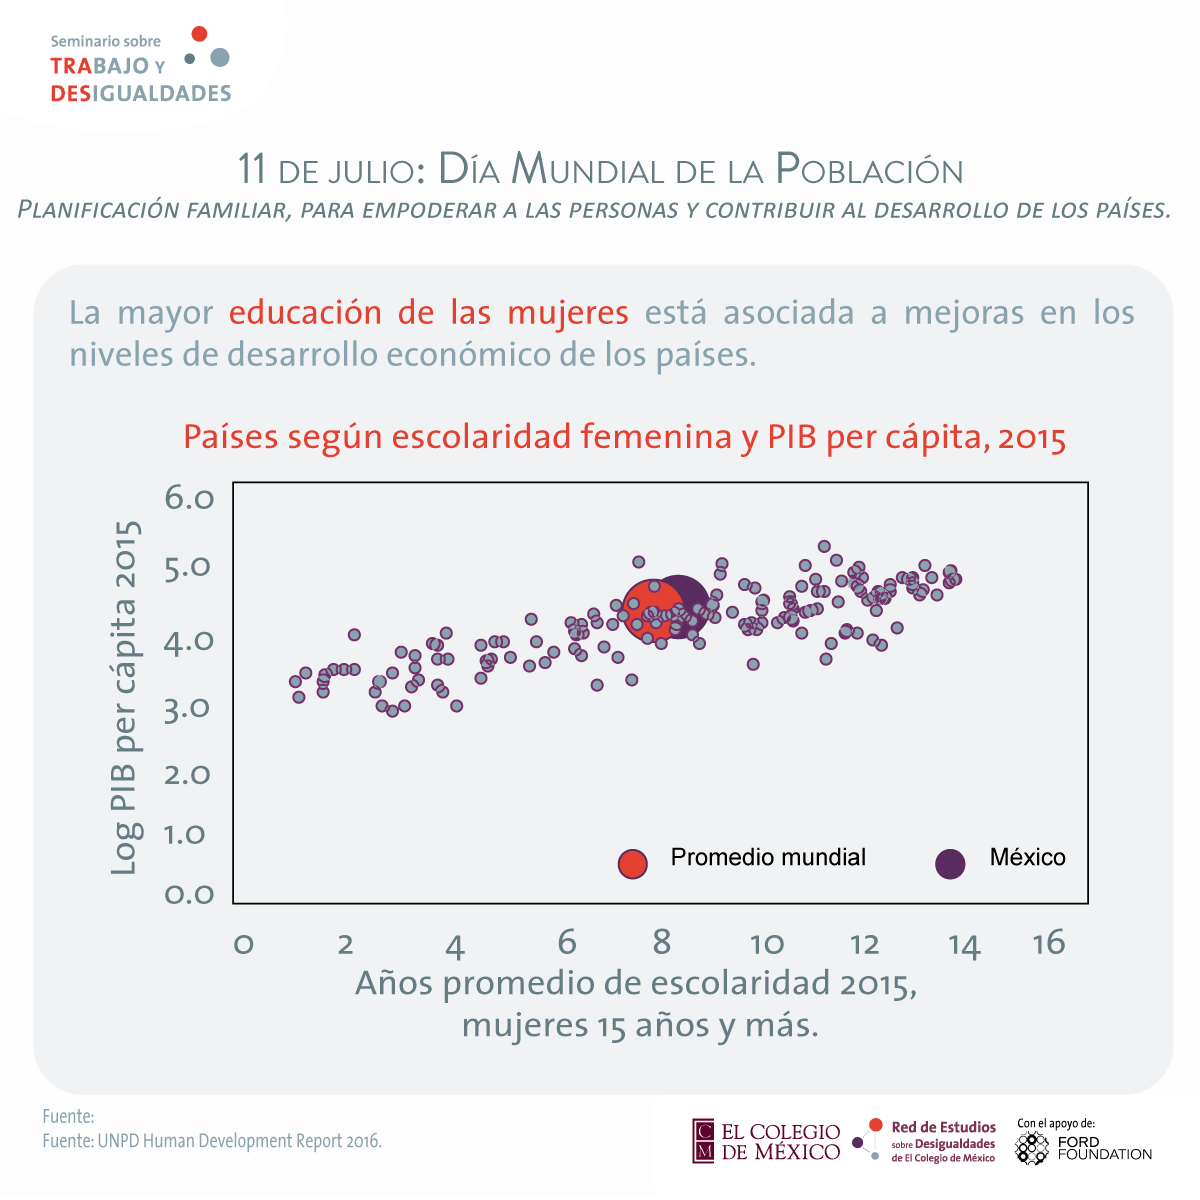 Seminario sobre
TRABAJO Y
DESIGUALDADES
11 DE JULIO: DÍA MUNDIAL DE LA POBLACIÓN
PLANIFICACIÓN FAMILIAR, PARA EMPODERAR A LAS PERSONAS Y CONTRIBUIR AL DESARROLLO DE LOS PAÍSES.
La mayor educación de las mujeres está asociada a mejoras en los
niveles de desarrollo económico de los países.
Países según escolaridad femenina y PIB per cápita, 2015
Log PIB per cápita 2015
6.0
5.0
4.0
3.0
2.0
1.0
0.0
Promedio mundial
México
0 2 4 6 8 10 12 14 16
Años promedio de escolaridad 2015,
mujeres 15 años y más.
Fuente:
Fuente: UNPD Human Development Report 2016.
CM
EL COLEGIO
DE MÉXICO
Red de Estudios
sobre Desigualdades
de El Colegio de México
Con el apoyo de:
FORD
FOUNDATION